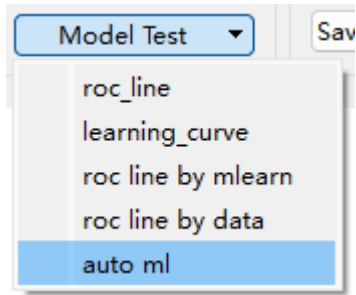 Model Test Sav
roc_line
learning_curve
roc line by mlearn
roc line by data
auto ml